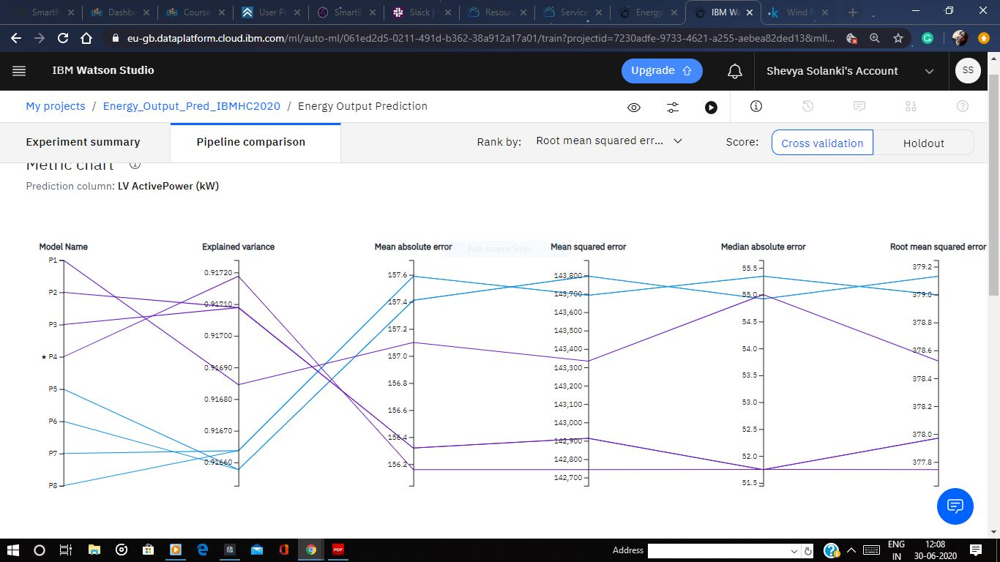 SmartP
Dashbo
Course
User Pr
SmartB
Slack |
Resour
Service
Energy
IBM Wa
Wind F
eu-gb.dataplatform.cloud.ibm.com/ml/auto-ml/061ed2d5-0211-491d-b362-38a912a17a01/train?projectid=7230adfe-9733-4621-a255-aebea82ded13&mll...
IBM Watson Studio
Upgrade
Shevya Solanki's Account
SS
My projects / Energy_Output_Pred_IBMHC2020 / Energy Output Prediction
Experiment summary
Pipeline comparison
Rank by: Root mean squared err...
Score: Cross validation Holdout
Metric chart
Prediction column: LV ActivePower (kW)
Full-screen Snip
Model Name
P1
P2
P3
★ P4
P5
P6
P7
P8
Explained variance
0.91720
0.91710
0.91700
0.91690
0.91680
0.91670
0.91660
Mean absolute error
157.6
157.4
157.2
157.0
156.8
156.6
156.4
156.2
Mean squared error
143,800
143,700
143,600
143,500
143,400
143,300
143,200
143,100
143,000
142,900
142,800
142,700
Median absolute error
55.5
55.0
54.5
54.0
53.5
53.0
52.5
52.0
51.5
Root mean squared error
379.2
379.0
378.8
378.6
378.4
378.2
378.0
377.8
Address
ENG
IN
12:08
30-06-2020
PDF